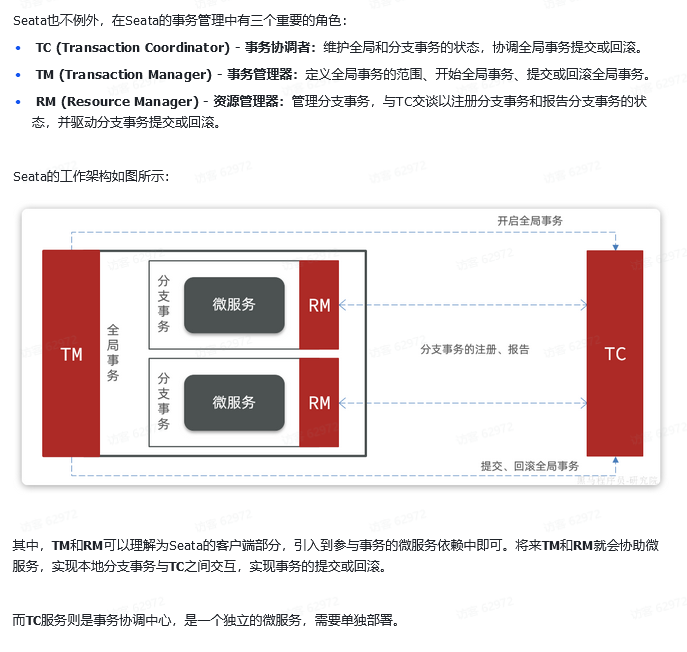 Seata也不例外，在Seata的事务管理中有三个重要的角色：
TC (Transaction Coordinator) - 事务协调者：维护全局和分支事务的状态，协调全局事务提交或回滚。
TM (Transaction Manager) - 事务管理器：定义全局事务的范围、开始全局事务、提交或回滚全局事务。
RM (Resource Manager) - 资源管理器：管理分支事务，与TC交谈以注册分支事务和报告分支事务的状
态，并驱动分支事务提交或回滚。
Seata的工作架构如图所示：
开启全局事务
TM
全局事务
分支事务
微服务
RM
分支事务的注册、报告
TC
分支事务
微服务
RM
提交、回滚全局事务
其中，TM和RM可以理解为Seata的客户端部分，引入到参与事务的微服务依赖中即可。将来TM和RM就会协助微
服务，实现本地分支事务与TC之间交互，实现事务的提交或回滚。
而TC服务则是事务协调中心，是一个独立的微服务，需要单独部署。
访客 62972